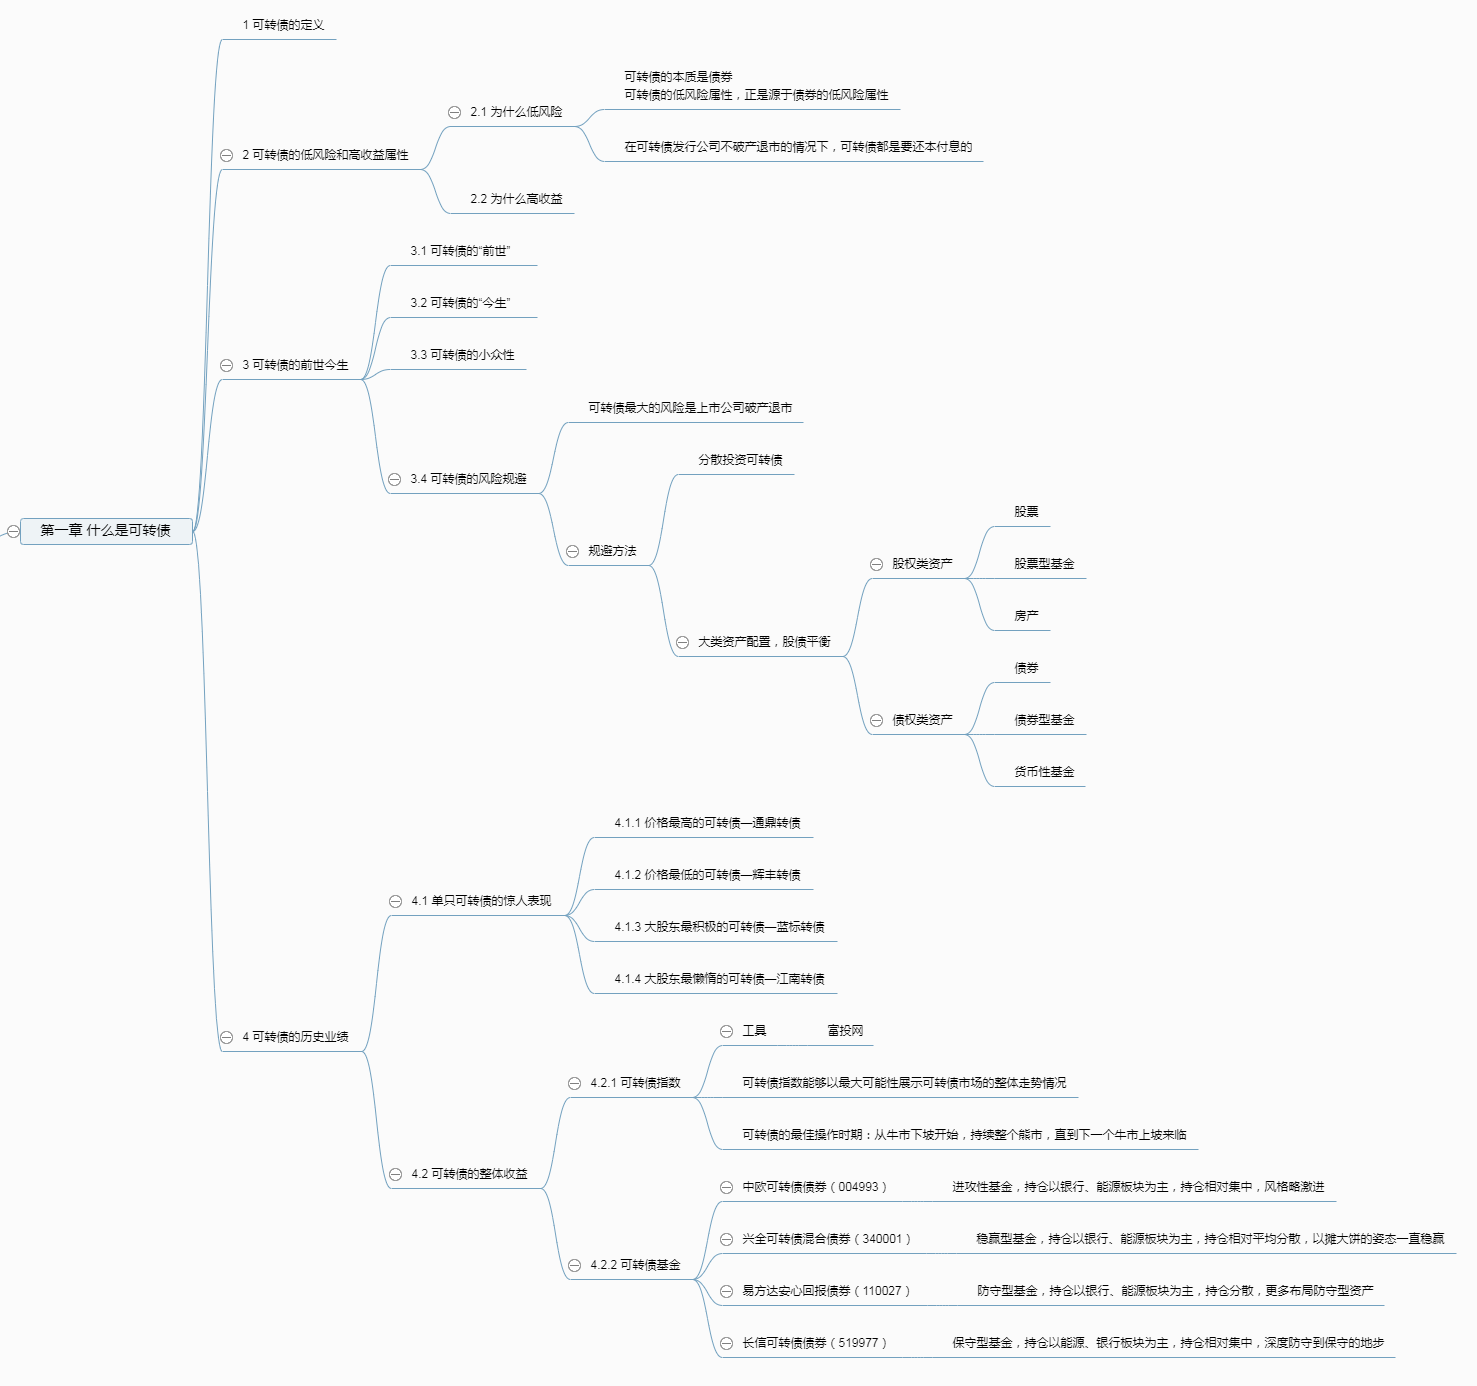 1 可转债的定义
可转债的本质是债券
可转债的低风险属性，正是源于债券的低风险属性
2.1 为什么低风险
在可转债发行公司不破产退市的情况下，可转债都是要还本付息的
2 可转债的低风险和高收益属性
2.2 为什么高收益
3.1 可转债的“前世”
3.2 可转债的“今生”
3.3 可转债的小众性
3 可转债的前世今生
可转债最大的风险是上市公司破产退市
3.4 可转债的风险规避
分散投资可转债
规避方法
股票
股权类资产
股票型基金
房产
第一章 什么是可转债
大类资产配置，股债平衡
债券
债权类资产
债券型基金
货币性基金
4.1.1 价格最高的可转债—通鼎转债
4.1.2 价格最低的可转债—辉丰转债
4.1 单只可转债的惊人表现
4.1.3 大股东最积极的可转债—蓝标转债
4.1.4 大股东最懒惰的可转债—江南转债
4 可转债的历史业绩
工具 富投网
4.2.1 可转债指数
可转债指数能够以最大可能性展示可转债市场的整体走势情况
可转债的最佳操作时期：从牛市下坡开始，持续整个熊市，直到下一个牛市上坡来临
4.2 可转债的整体收益
中欧可转债债券（004993） 进攻性基金，持仓以银行、能源板块为主，持仓相对集中，风格略激进
兴全可转债混合债券（340001） 稳赢型基金，持仓以银行、能源板块为主，持仓相对平均分散，以摊大饼的姿态一直稳赢
4.2.2 可转债基金
易方达安心回报债券（110027） 防守型基金，持仓以银行、能源板块为主，持仓分散，更多布局防守型资产
长信可转债债券（519977） 保守型基金，持仓以能源、银行板块为主，持仓相对集中，深度防守到保守的地步